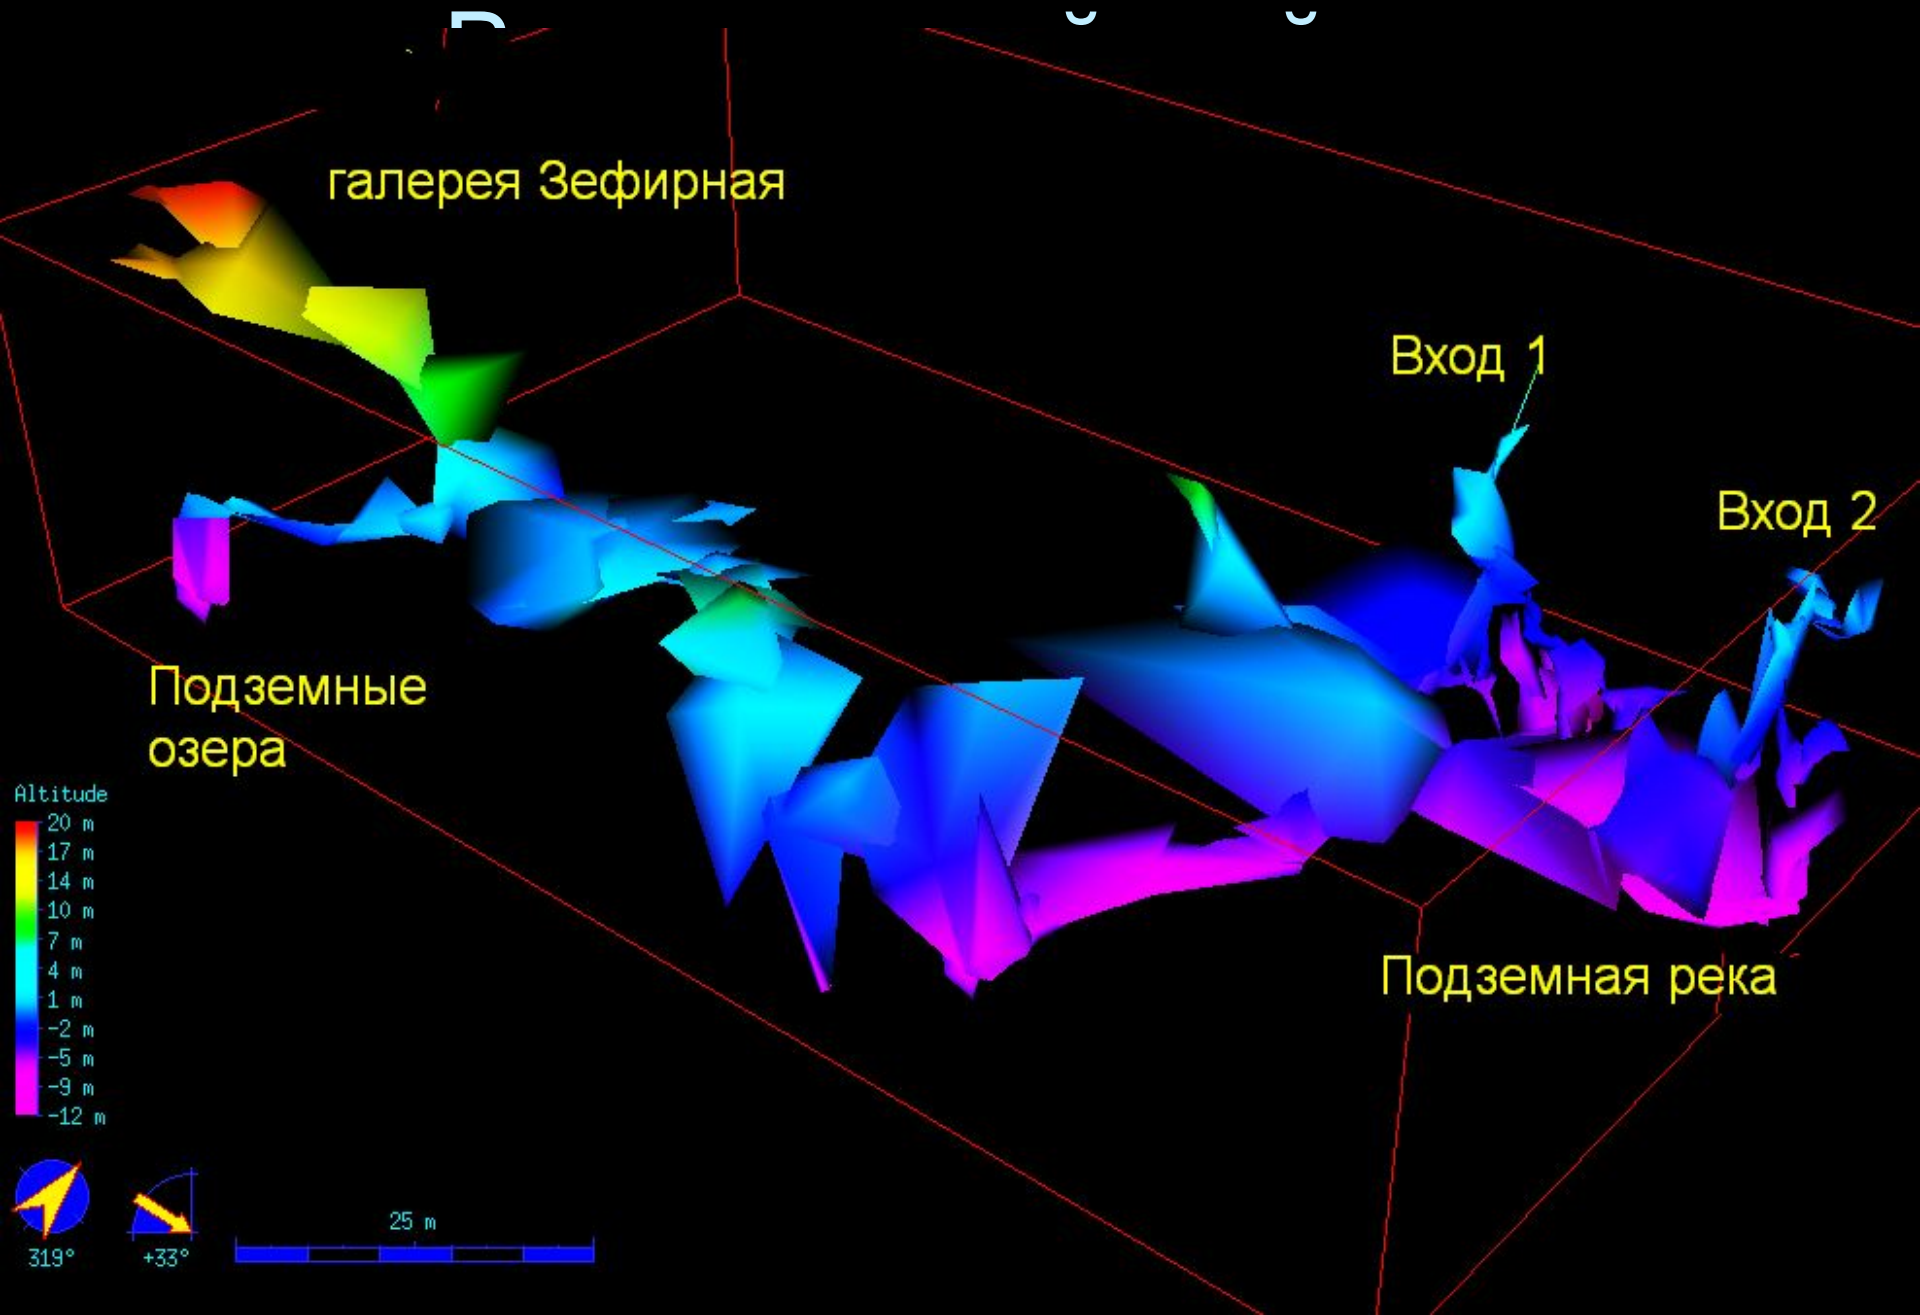 галерея Зефирная
Вход 1
Вход 2
Подземные
озера
Подземная река
Altitude
20 m
17 m
14 m
10 m
7 m
4 m
1 m
-2 m
-5 m
-9 m
-12 m
319°
+33°
25 m